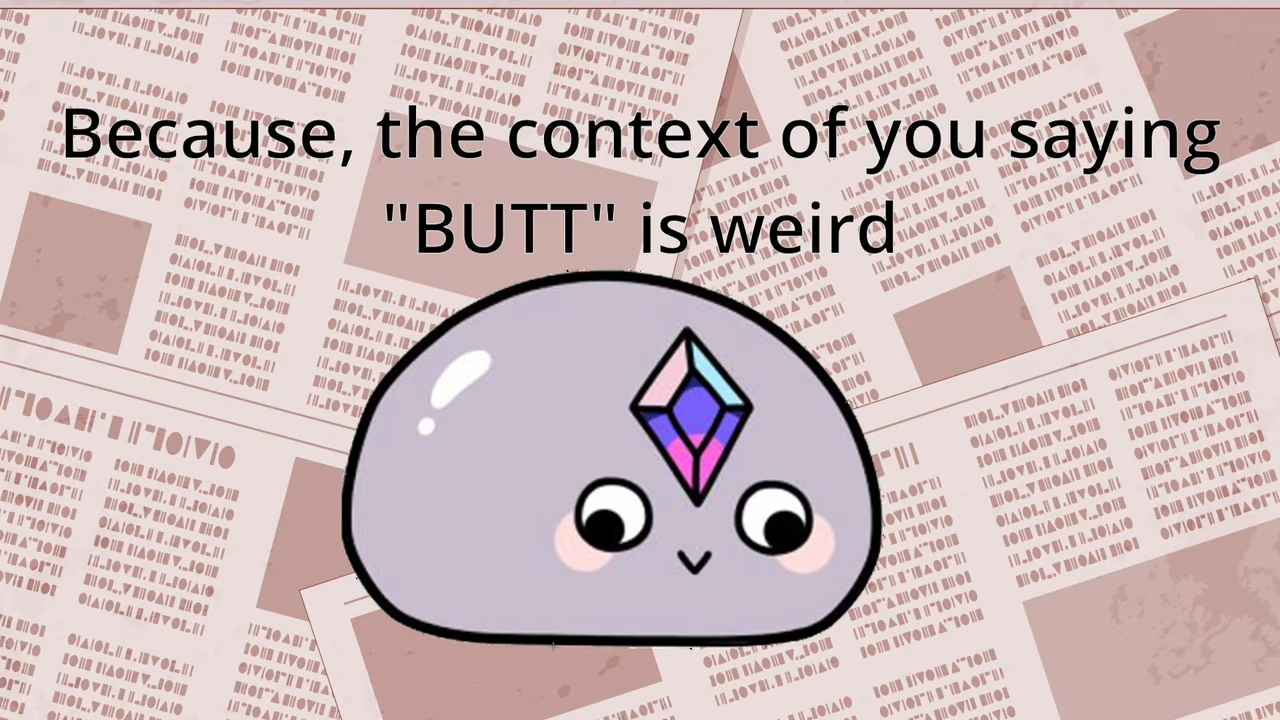 Because, the context of you saying
"BUTT" is weird